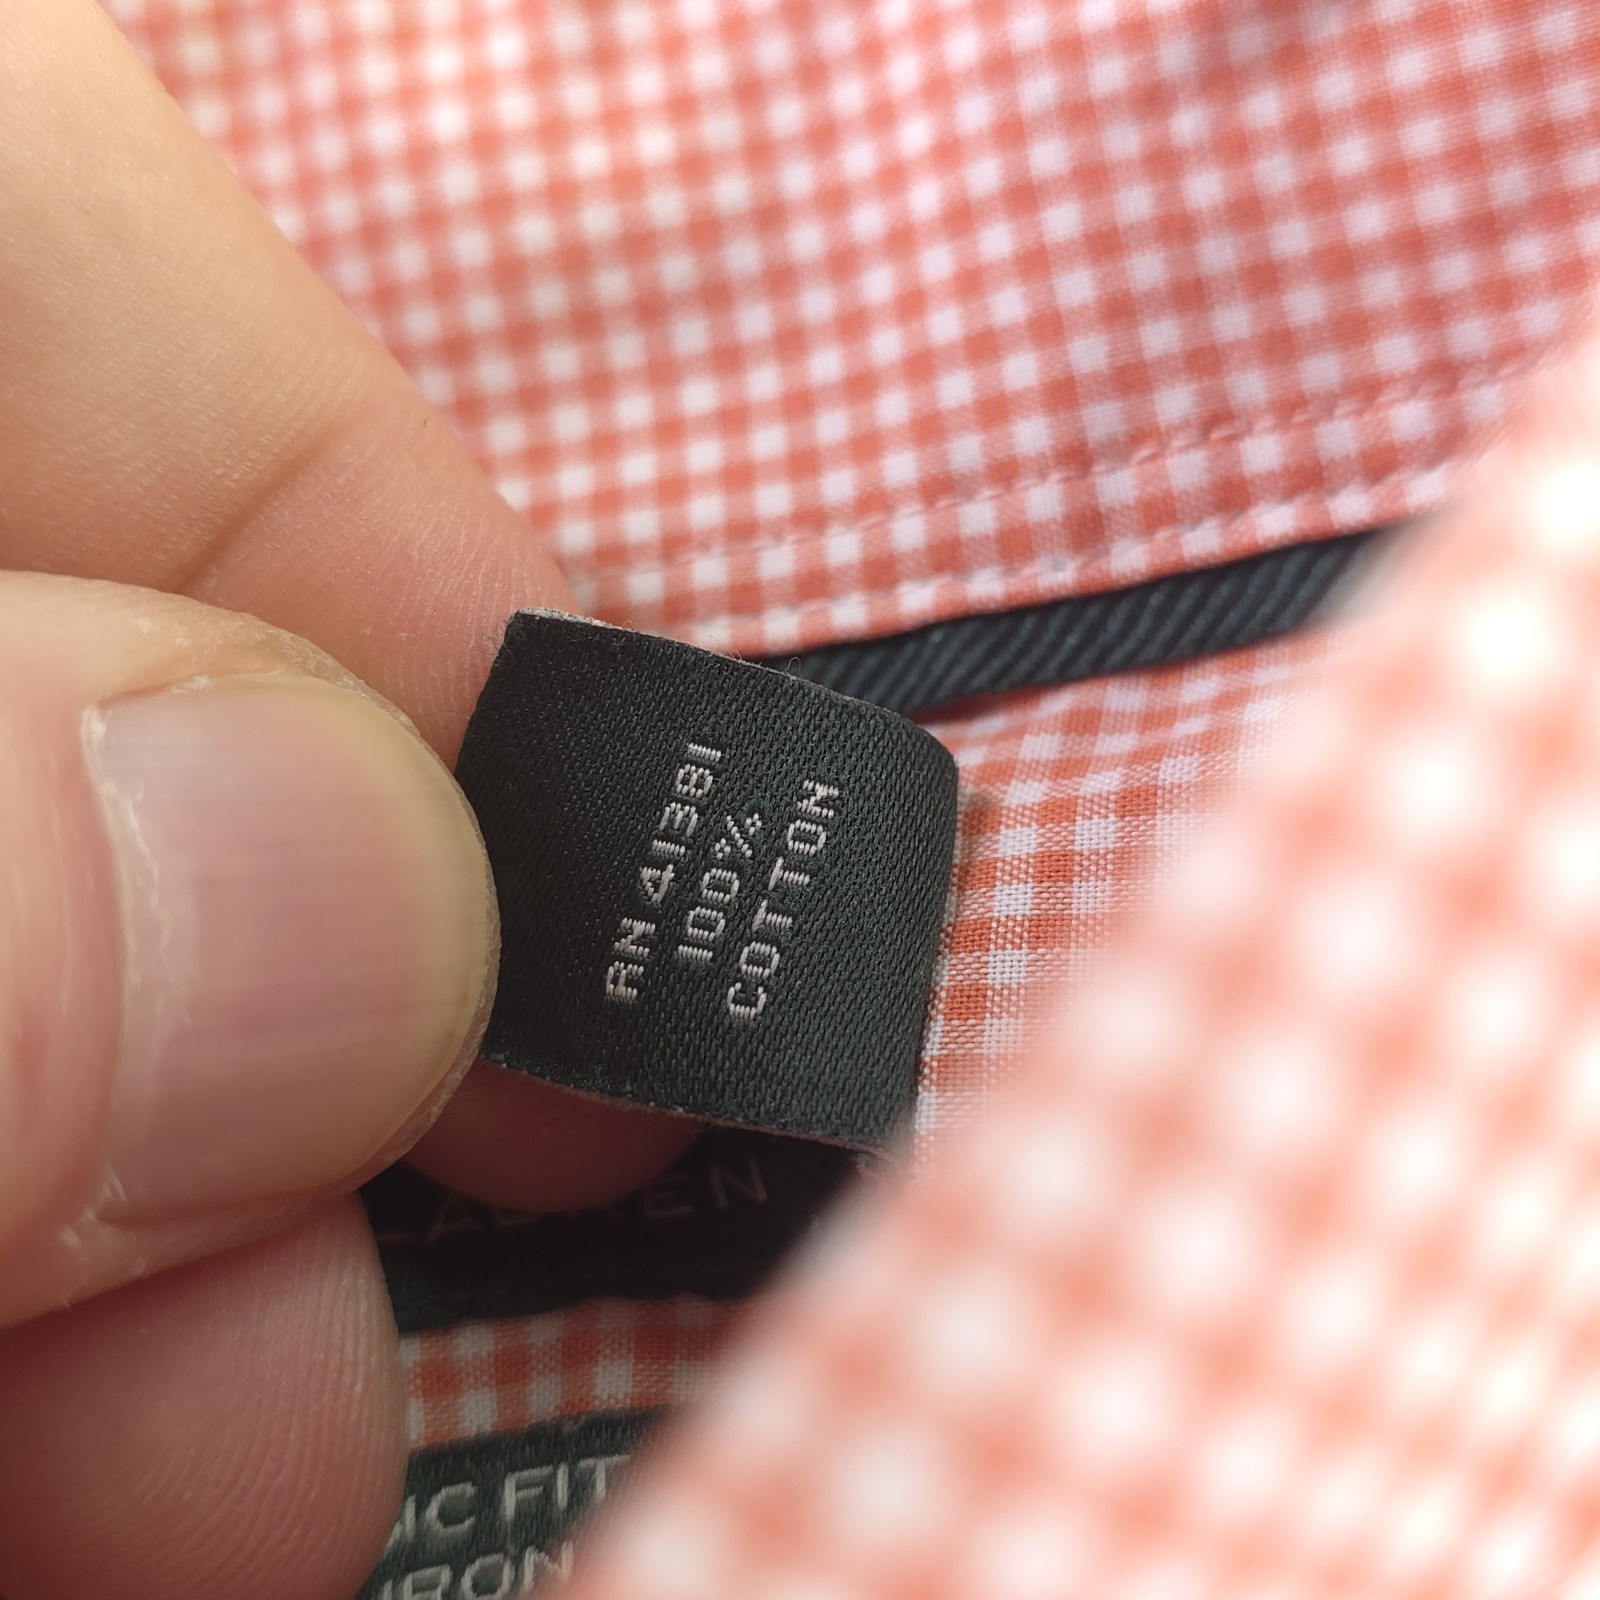 RN 41381
100%
COTTON
LAUREN
IC FIT
IRON